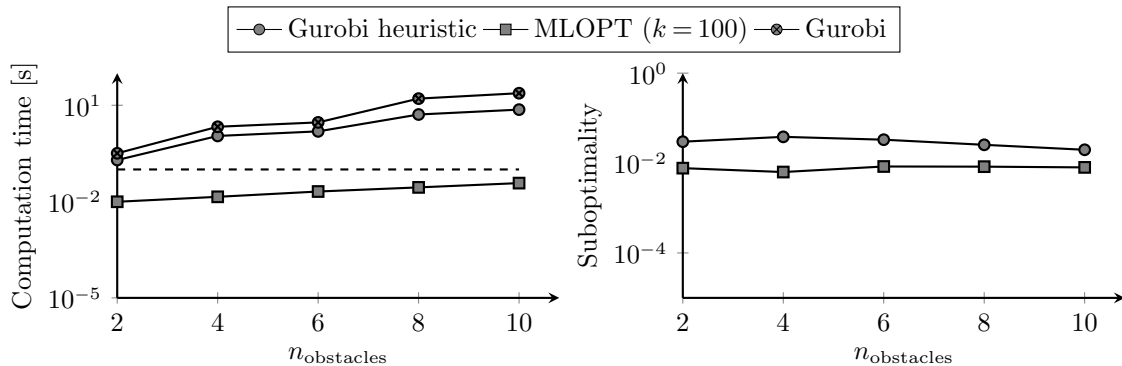 Gurobi heuristic MLOPT (k = 100) Gurobi
Computation time [s]
10^1
10^−2
10^−5
2 4 6 8 10
n_obstacles
Suboptimality
10^0
10^−2
10^−4
2 4 6 8 10
n_obstacles